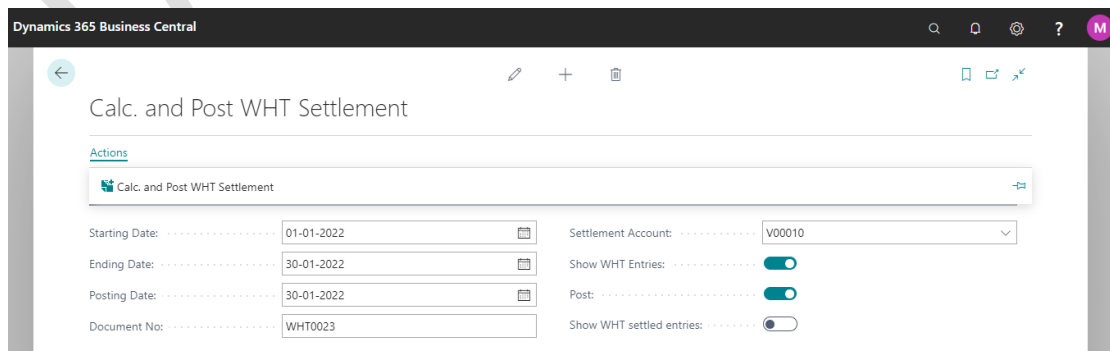 Dynamics 365 Business Central
? M
Calc. and Post WHT Settlement
Actions
Calc. and Post WHT Settlement
Starting Date: 01-01-2022
Ending Date: 30-01-2022
Posting Date: 30-01-2022
Document No: WHT0023
Settlement Account: V00010
Show WHT Entries:
Post:
Show WHT settled entries: